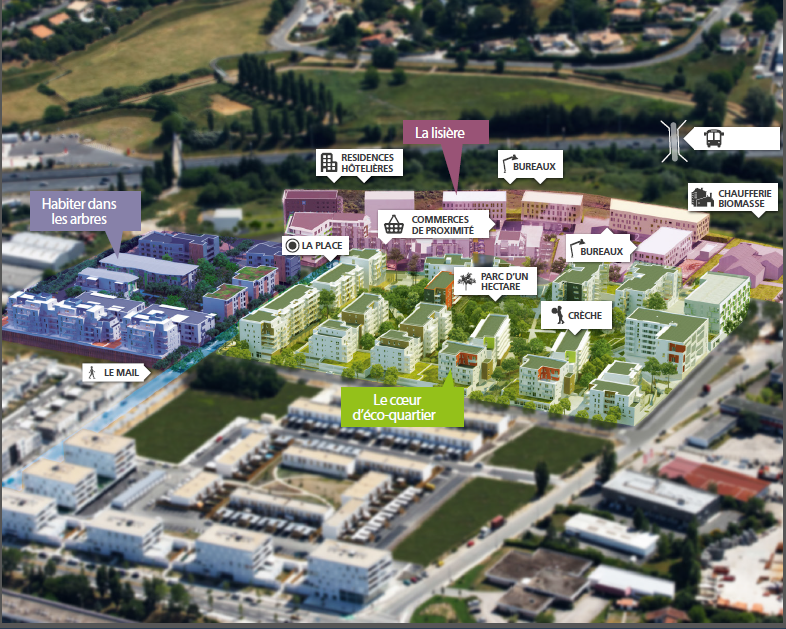 La lisière
RESIDENCES
HÔTELIÈRES
BUREAUX
CHAUFFERIE
BIOMASSE
Habiter dans
les arbres
COMMERCES
DE PROXIMITÉ
LA PLACE
BUREAUX
PARC D'UN
HECTARE
CRÈCHE
LE MAIL
Le cœur
d'éco-quartier